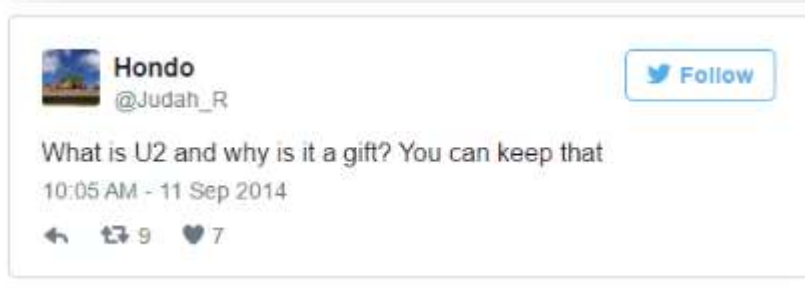 Hondo
Follow
@Judah_R
What is U2 and why is it a gift? You can keep that
10:05 AM - 11 Sep 2014
9 7